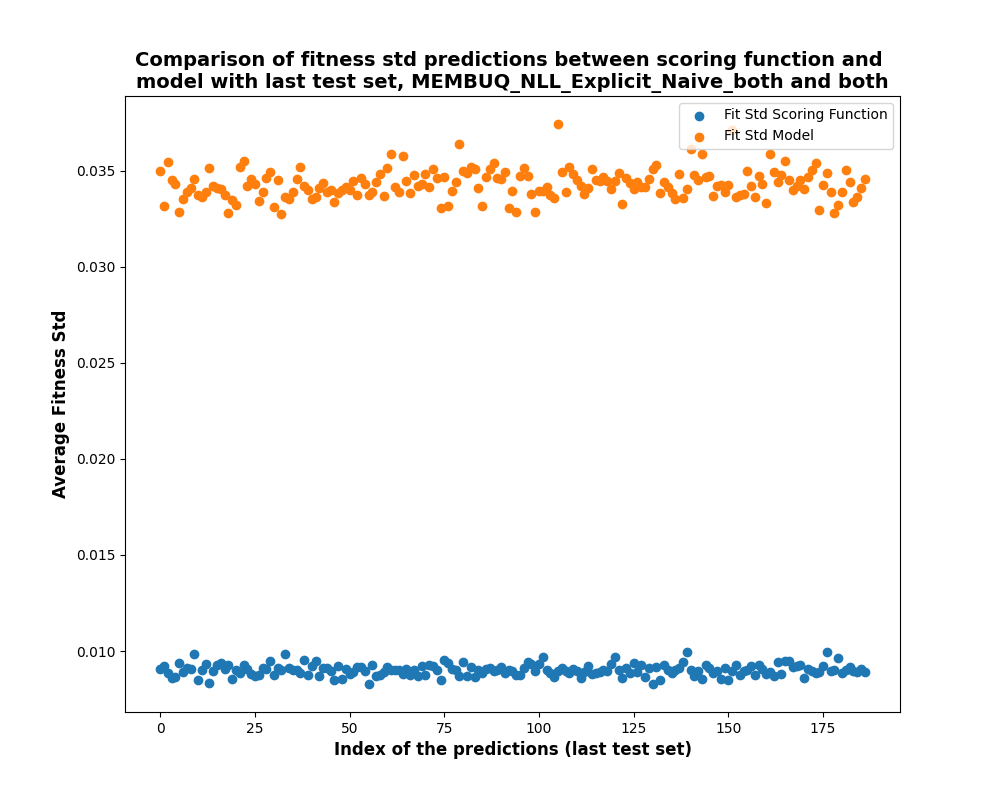 Comparison of fitness std predictions between scoring function and
model with last test set, MEMBUQ_NLL_Explicit_Naive_both and both
Fit Std Scoring Function
Fit Std Model
Average Fitness Std
0.035
0.030
0.025
0.020
0.015
0.010
0 25 50 75 100 125 150 175
Index of the predictions (last test set)